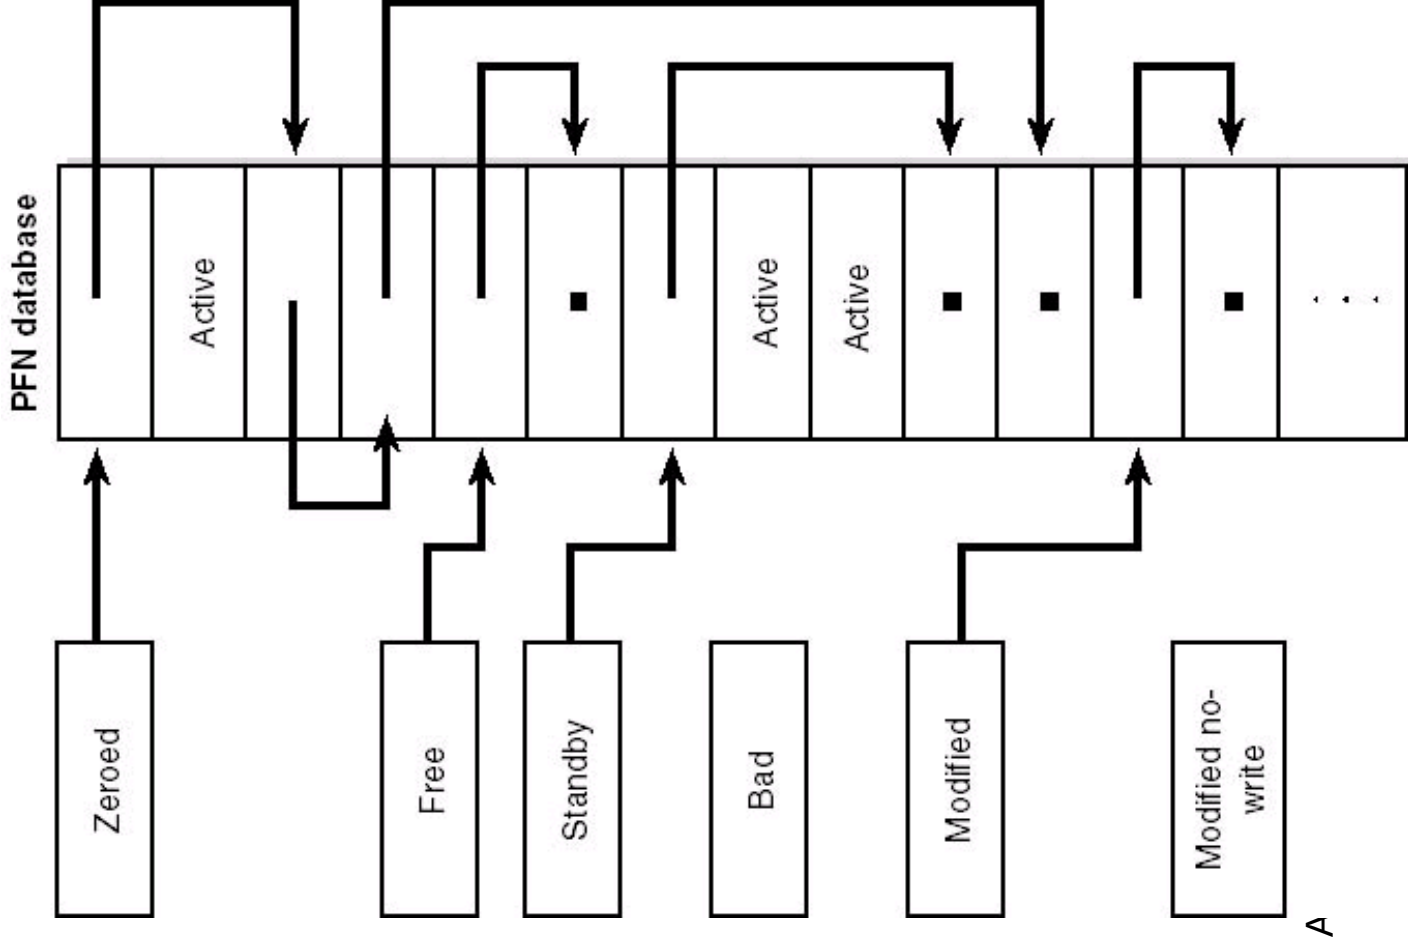 PFN database
Zeroed
Active
Free
Standby
Bad
Active
Active
Modified
Modified no-
write
. . .
A